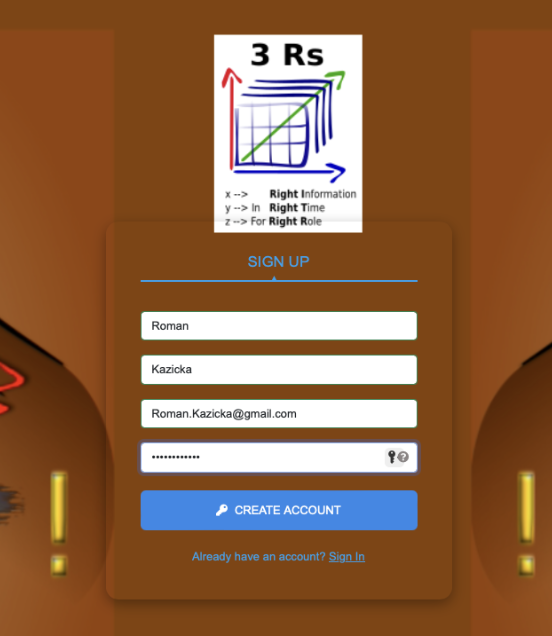 3 Rs
x --> Right Information
y --> In Right Time
z --> For Right Role
SIGN UP
Roman
Kazicka
Roman.Kazicka@gmail.com
••••••••••••
CREATE ACCOUNT
Already have an account? Sign In